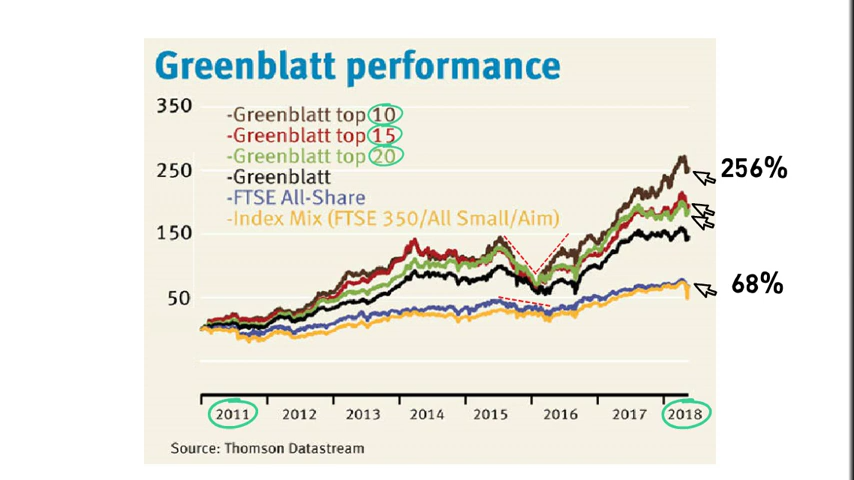 Greenblatt performance
350
-Greenblatt top 10
-Greenblatt top 15
-Greenblatt top 20
250
256%
-Greenblatt
-FTSE All-Share
-Index Mix (FTSE 350/All Small/Aim)
150
68%
50
2011 2012 2013 2014 2015 2016 2017 2018
Source: Thomson Datastream